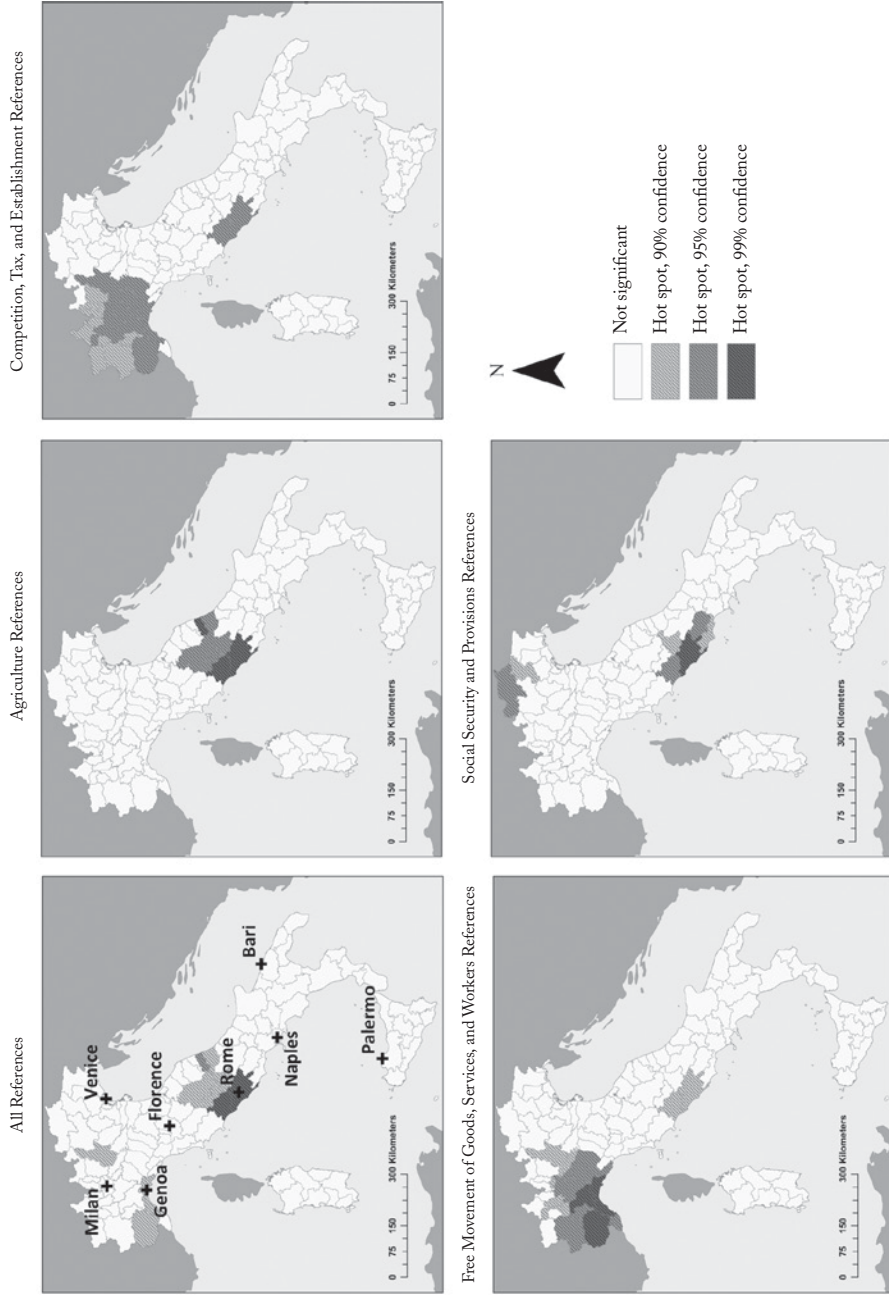 All References
Milan
Venice
Genoa
Florence
Rome
Naples
Bari
Palermo
0 75 150 300 Kilometers
Agriculture References
0 75 150 300 Kilometers
Competition, Tax, and Establishment References
0 75 150 300 Kilometers
Free Movement of Goods, Services, and Workers References
0 75 150 300 Kilometers
Social Security and Provisions References
0 75 150 300 Kilometers
N
Not significant
Hot spot, 90% confidence
Hot spot, 95% confidence
Hot spot, 99% confidence